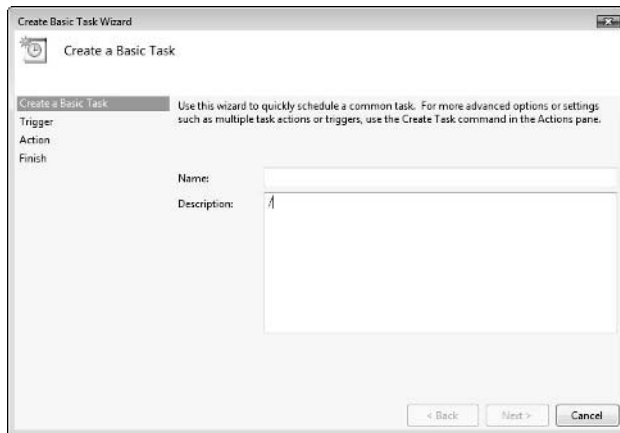 Create Basic Task Wizard
Create a Basic Task
Create a Basic Task
Use this wizard to quickly schedule a common task. For more advanced options or settings
such as multiple task actions or triggers, use the Create Task command in the Actions pane.
Trigger
Action
Finish
Name:
Description:
/
< Back
Next >
Cancel